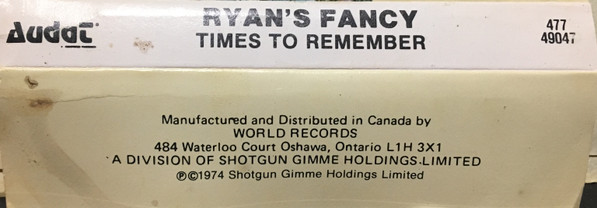 Audat
RYAN'S FANCY
TIMES TO REMEMBER
477
49047
Manufactured and Distributed in Canada by
WORLD RECORDS
484 Waterloo Court Oshawa, Ontario L1H 3X1
A DIVISION OF SHOTGUN GIMME HOLDINGS LIMITED
℗©1974 Shotgun Gimme Holdings Limited